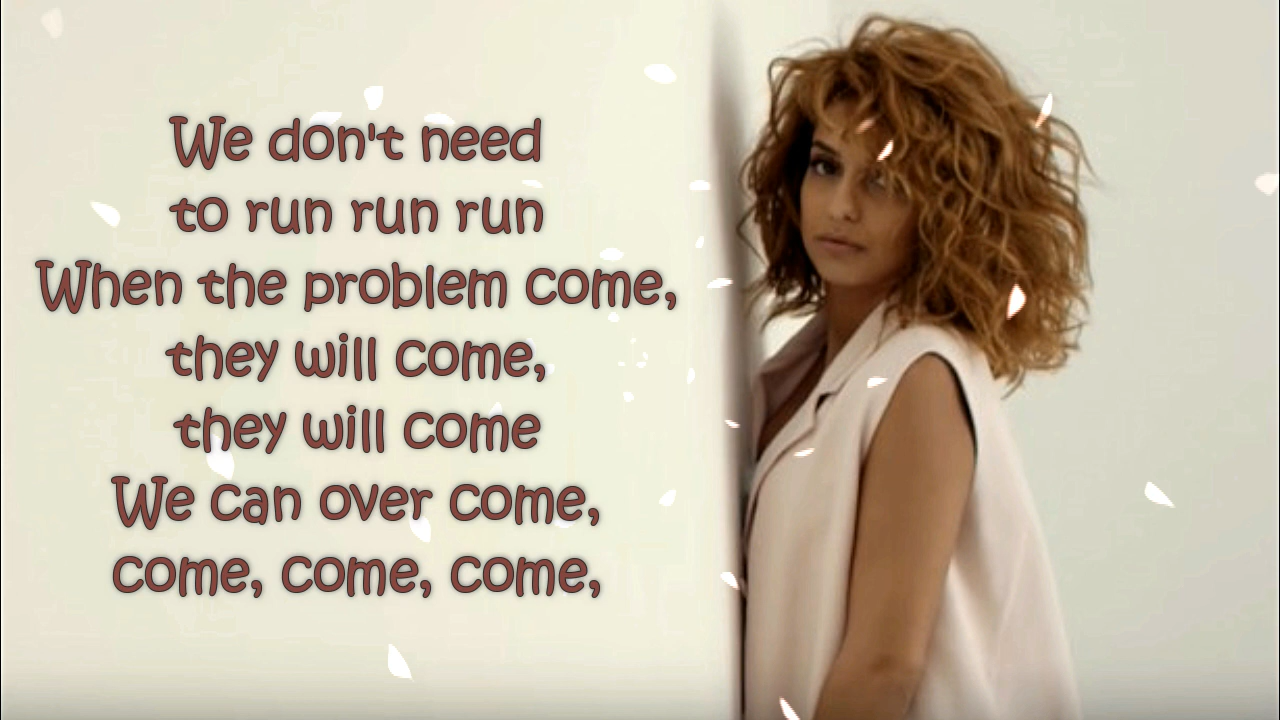 We don't need
to run run run
When the problem come,
they will come,
they will come
We can over come,
come, come, come,